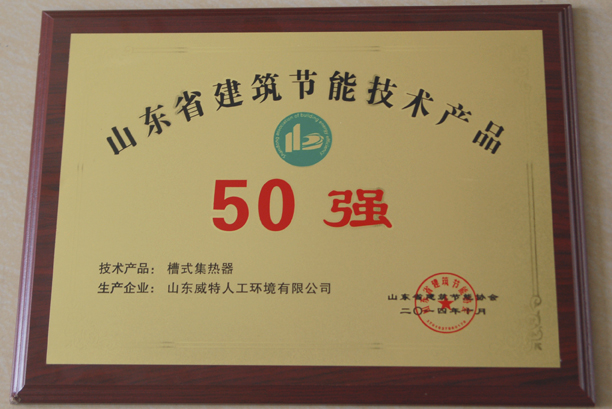 山东省建筑节能技术产品
50 强
技术产品：槽式集热器
生产企业：山东威特人工环境有限公司
山东省建筑节能协会
二〇一四年十月